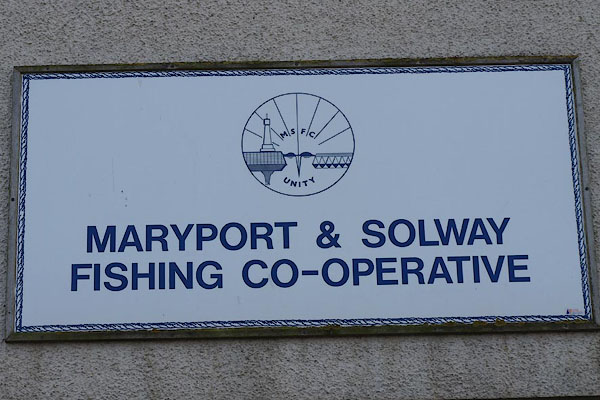 M S F C
UNITY
MARYPORT & SOLWAY
FISHING CO-OPERATIVE